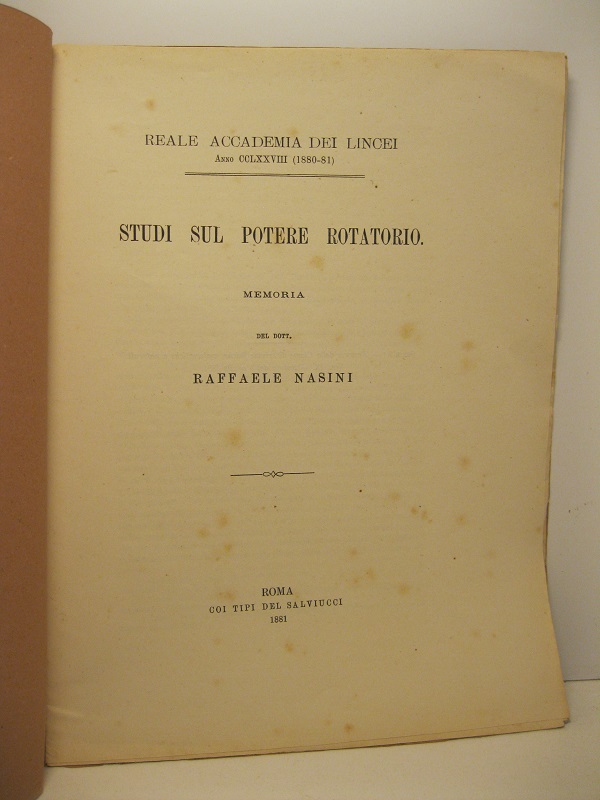 REALE ACCADEMIA DEI LINCEI
ANNO CCLXXVIII (1880-81)
STUDI SUL POTERE ROTATORIO.
MEMORIA
DEL DOTT.
RAFFAELE NASINI
ROMA
COI TIPI DEL SALVIUCCI
1881